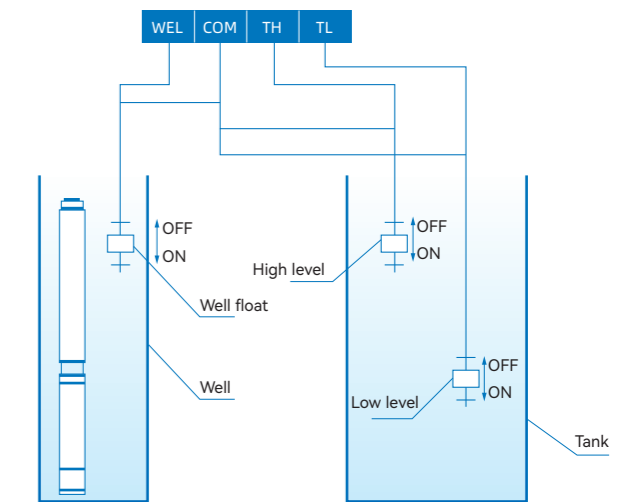 WEL COM TH TL
OFF
ON
OFF
ON
High level
Well float
OFF
ON
Well
Low level
Tank